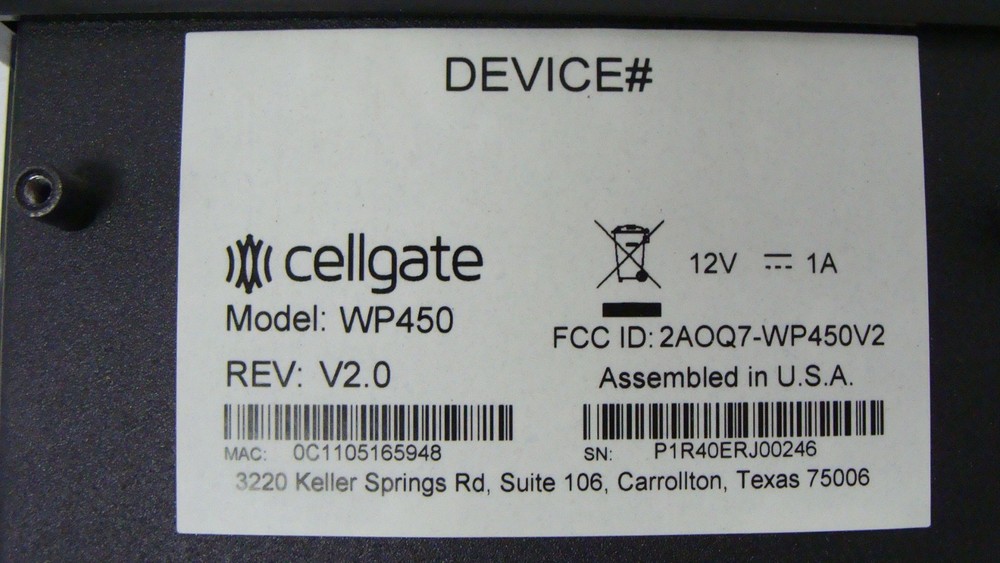 DEVICE#
cellgate
12V 1A
Model: WP450
FCC ID: 2AOQ7-WP450V2
REV: V2.0
Assembled in U.S.A.
MAC: 0C1105165948
SN: P1R40ERJ00246
3220 Keller Springs Rd, Suite 106, Carrollton, Texas 75006